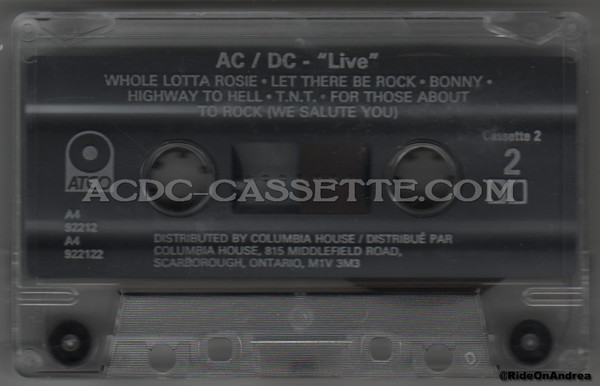 AC / DC - "Live"
WHOLE LOTTA ROSIE • LET THERE BE ROCK • BONNY •
HIGHWAY TO HELL • T.N.T. • FOR THOSE ABOUT
TO ROCK (WE SALUTE YOU)
Cassette 2
2
ATCO
ACDC-CASSETTE.COM
A4
92212
A4
922122
DISTRIBUTED BY COLUMBIA HOUSE / DISTRIBUÉ PAR
COLUMBIA HOUSE, 815 MIDDLEFIELD ROAD,
SCARBOROUGH, ONTARIO, M1V 3M3
@RideOnAndrea